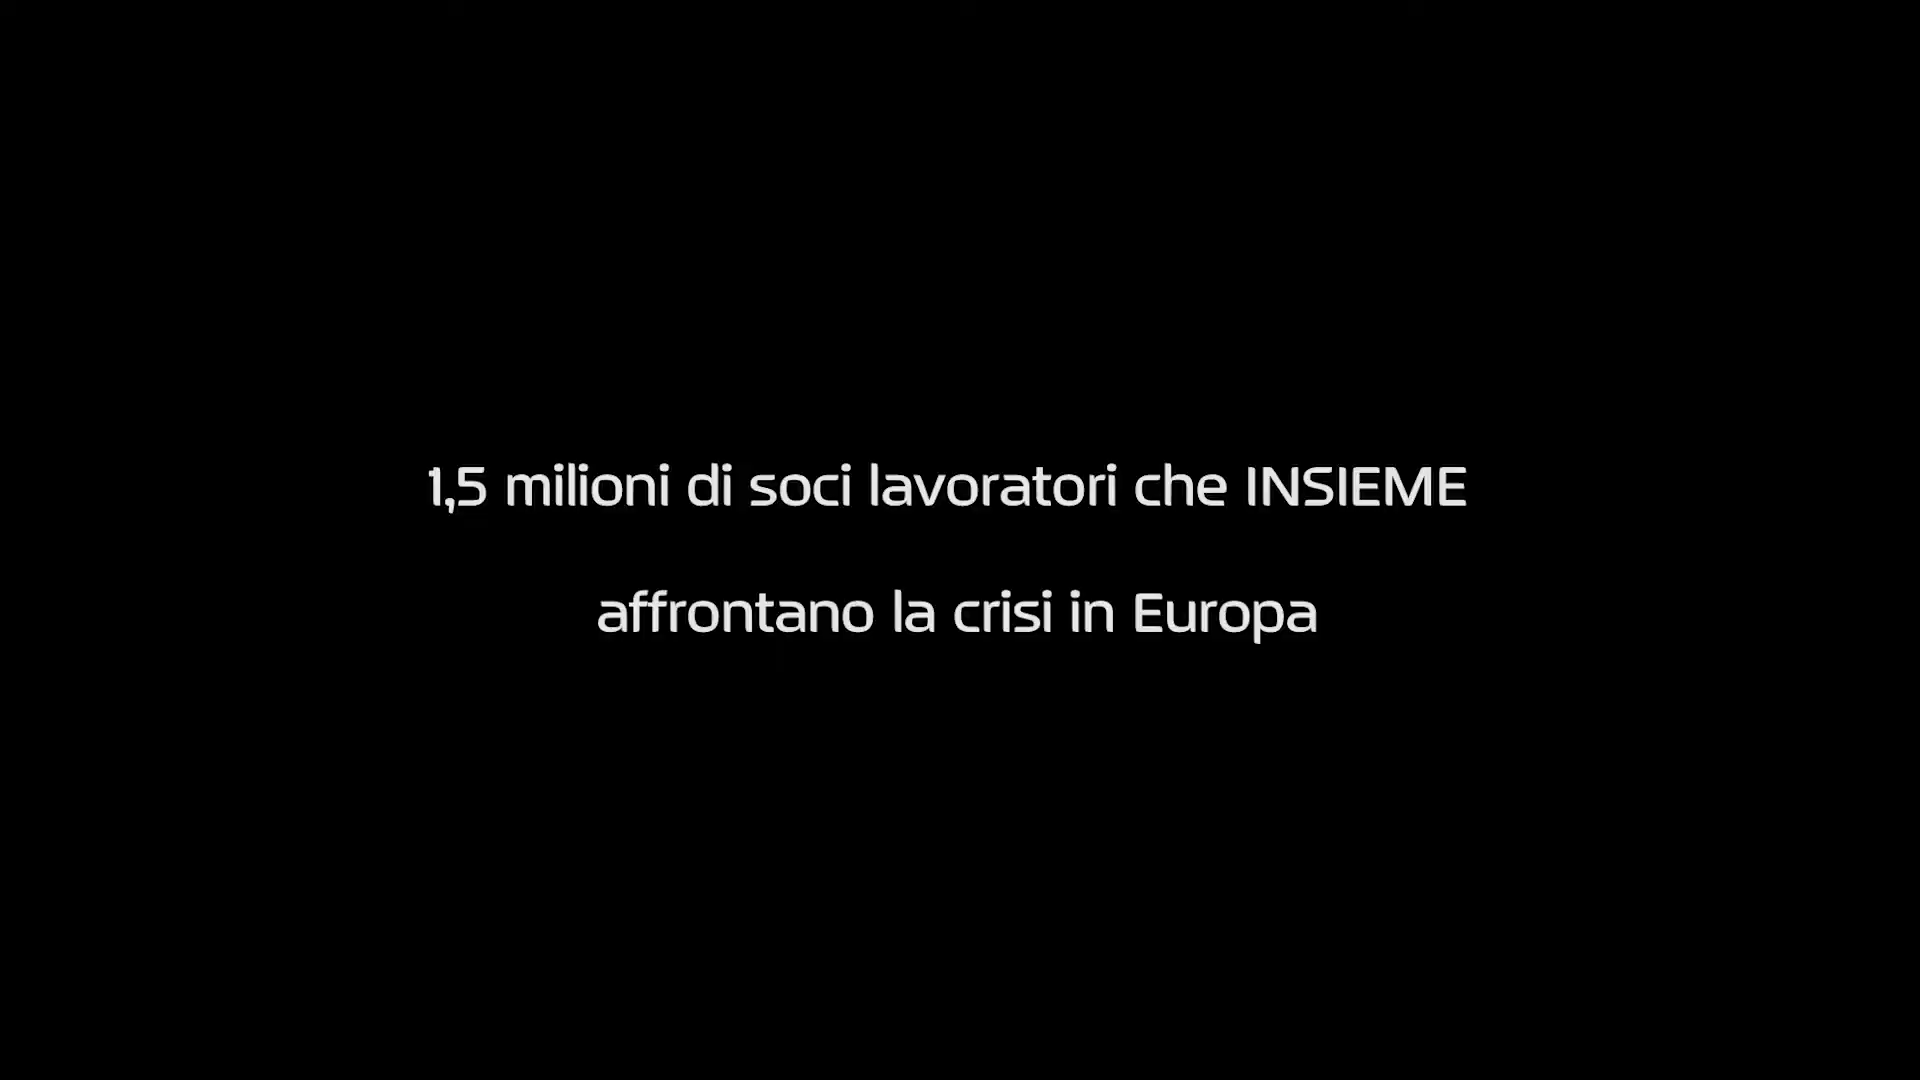 1,5 milioni di soci lavoratori che INSIEME
affrontano la crisi in Europa